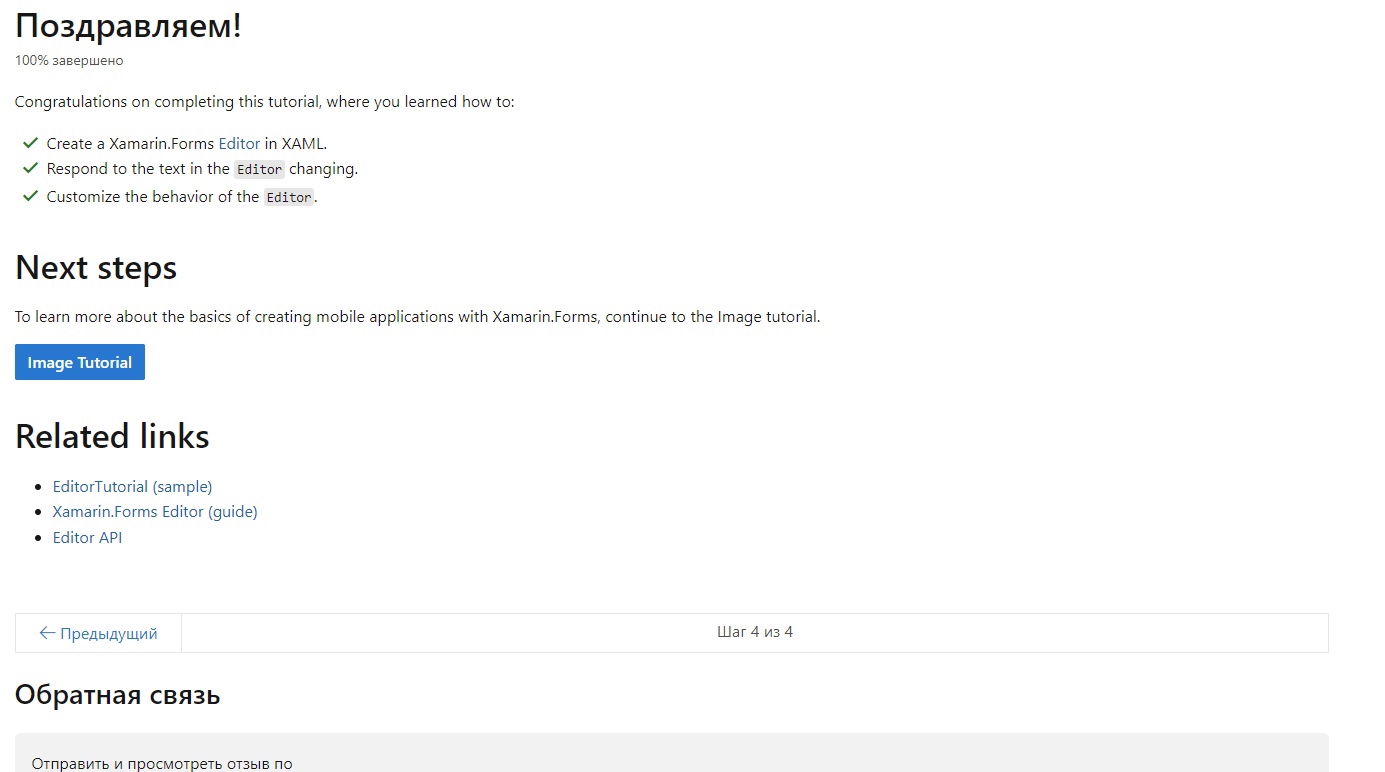 Поздравляем!
100% завершено
Congratulations on completing this tutorial, where you learned how to:
Create a Xamarin.Forms Editor in XAML.
Respond to the text in the Editor changing.
Customize the behavior of the Editor.
Next steps
To learn more about the basics of creating mobile applications with Xamarin.Forms, continue to the Image tutorial.
Image Tutorial
Related links
EditorTutorial (sample)
Xamarin.Forms Editor (guide)
Editor API
← Предыдущий
Шаг 4 из 4
Обратная связь
Отправить и просмотреть отзыв по